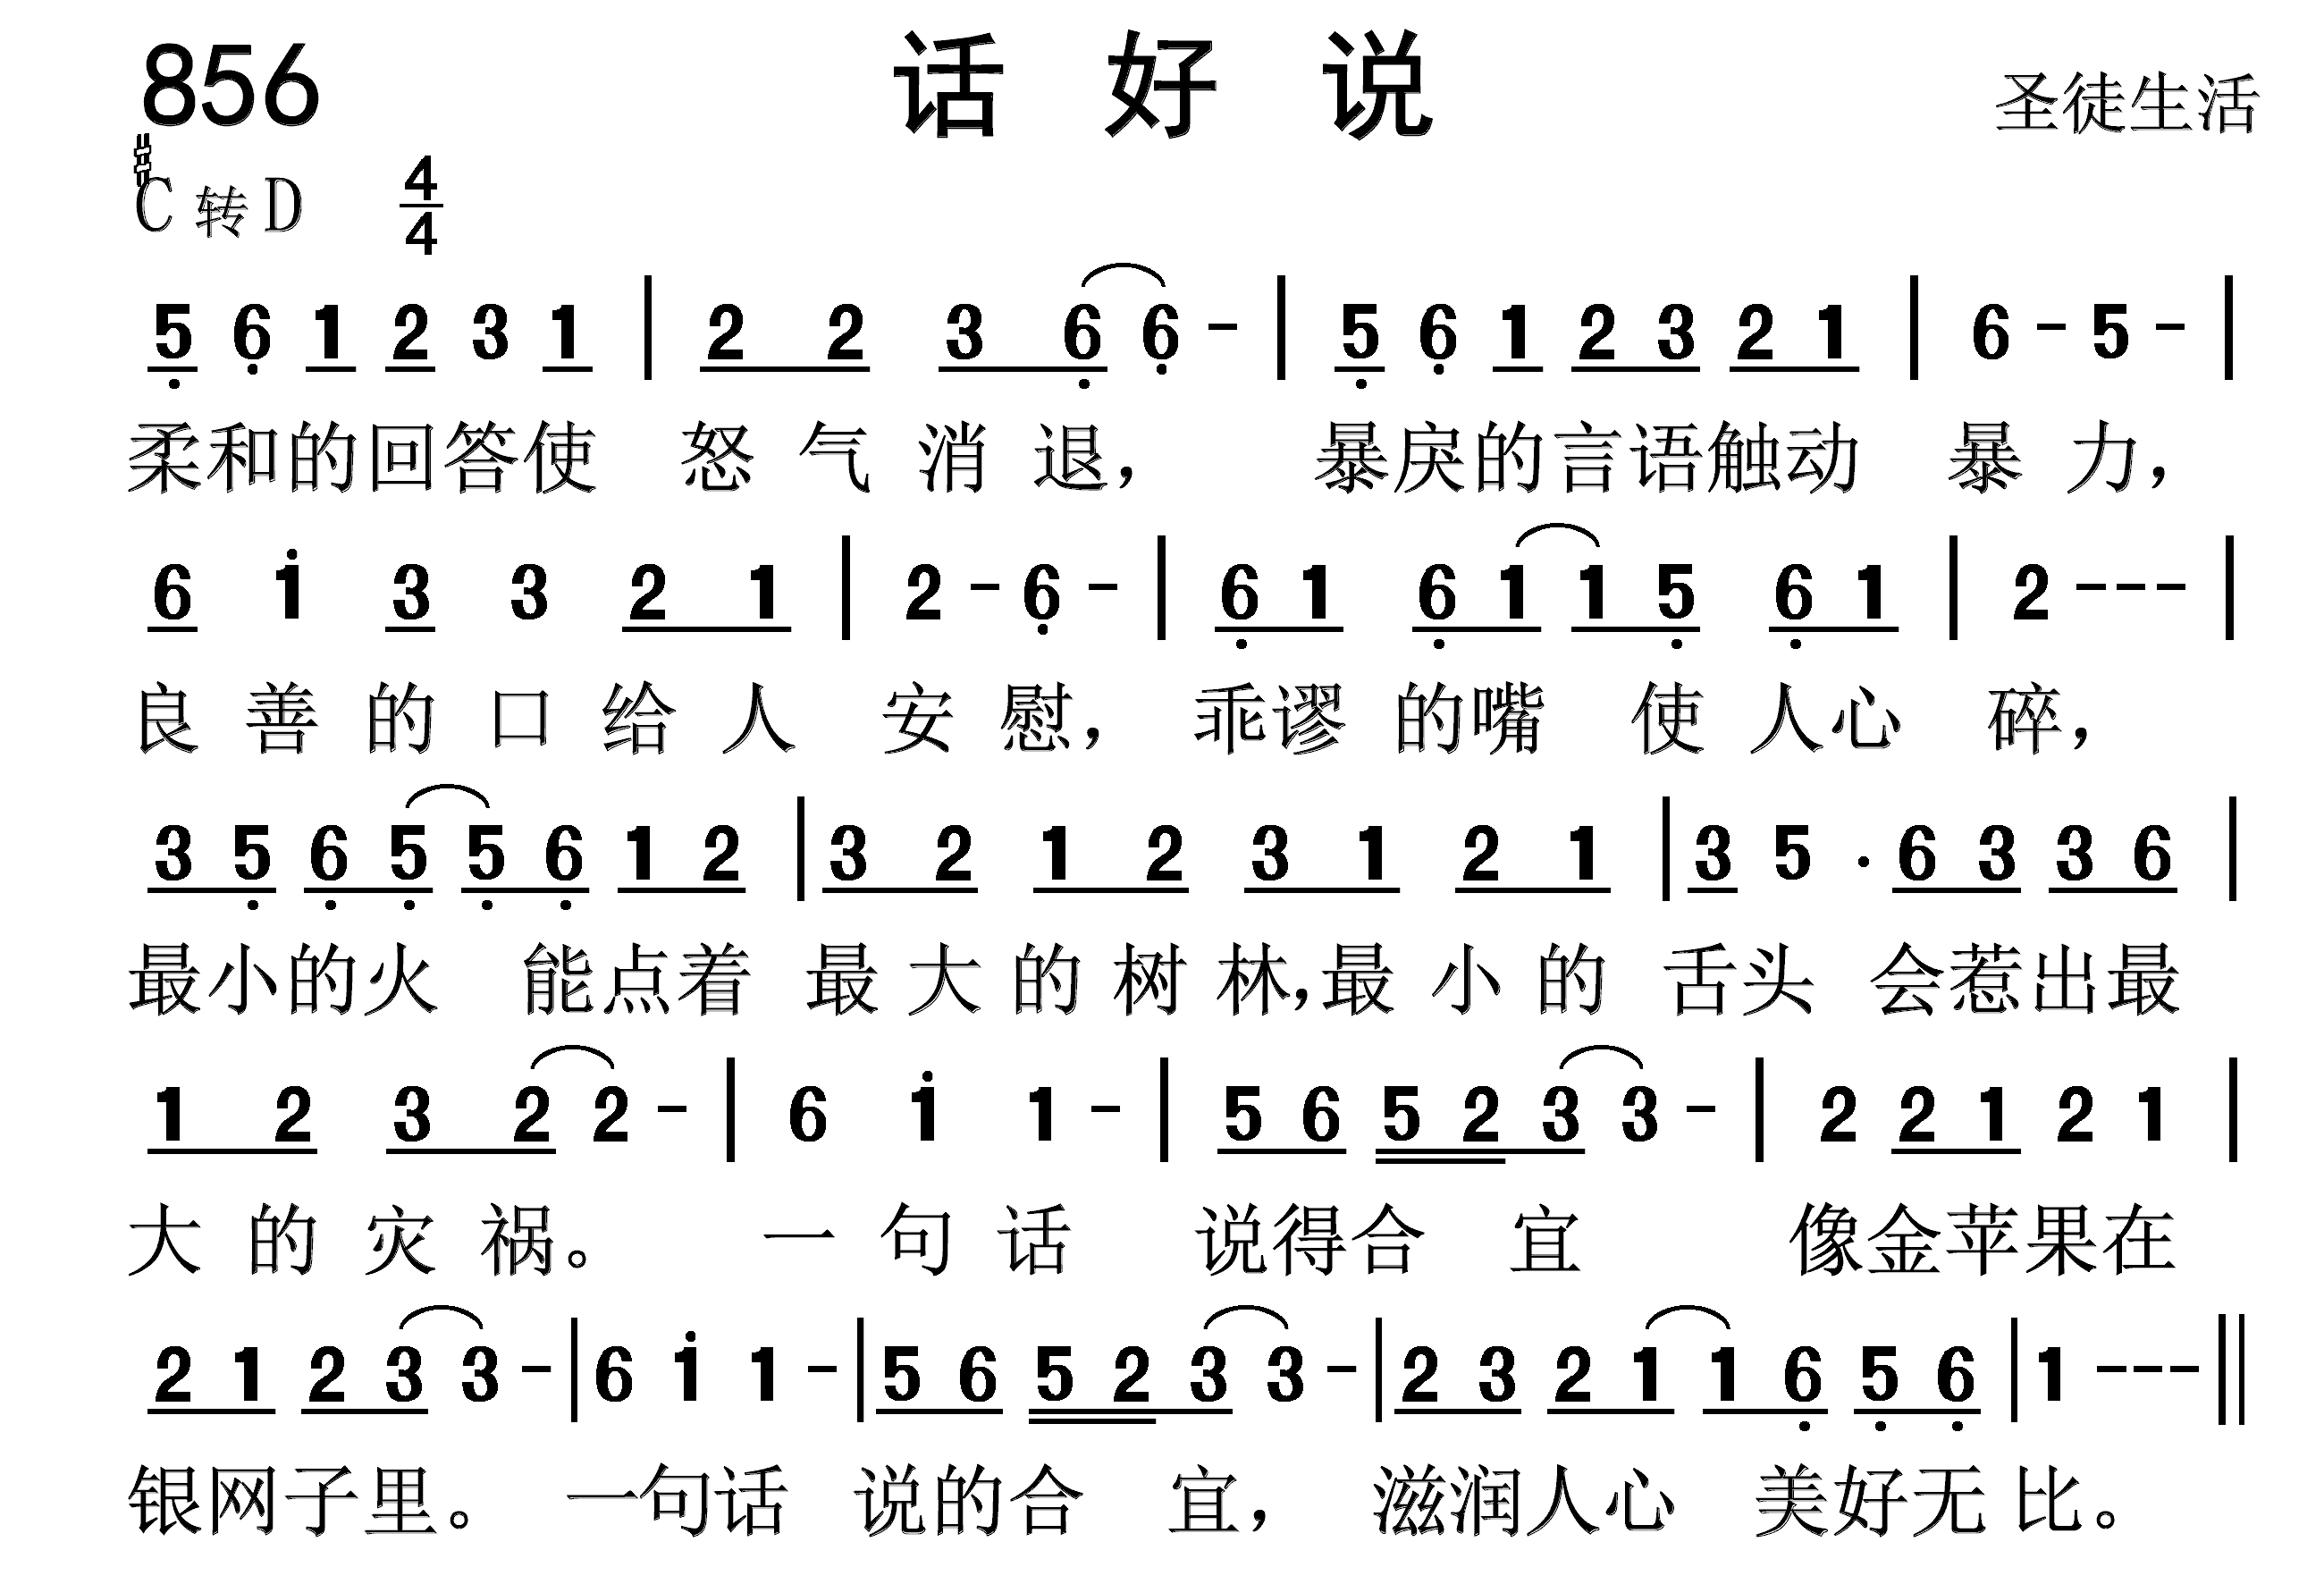 856 话 好 说 圣徒生活
#C 转 D 4/4
5 6 1 2 3 1 | 2 2 3 6 6 - | 5 6 1 2 3 2 1 | 6 - 5 - |
柔和的回答使 怒 气 消 退， 暴戾的言语触动 暴 力，
6 i 3 3 2 1 | 2 - 6 - | 6 1 6 1 1 5 6 1 | 2 - - - |
良 善 的 口 给 人 安 慰， 乖谬 的嘴 使 人心 碎，
3 5 6 5 5 6 1 2 | 3 2 1 2 3 1 2 1 | 3 5 · 6 3 3 6 |
最小的火 能点着 最 大 的 树 林,最 小 的 舌头 会惹出最
1 2 3 2 2 - | 6 i 1 - | 5 6 5 2 3 3 - | 2 2 1 2 1 |
大 的 灾 祸。 一 句 话 说得合 宜 像金苹果在
2 1 2 3 3 - | 6 i 1 - | 5 6 5 2 3 3 - | 2 3 2 1 1 6 5 6 | 1 - - - ||
银网子里。 一句话 说的合 宜， 滋润人心 美好无 比。